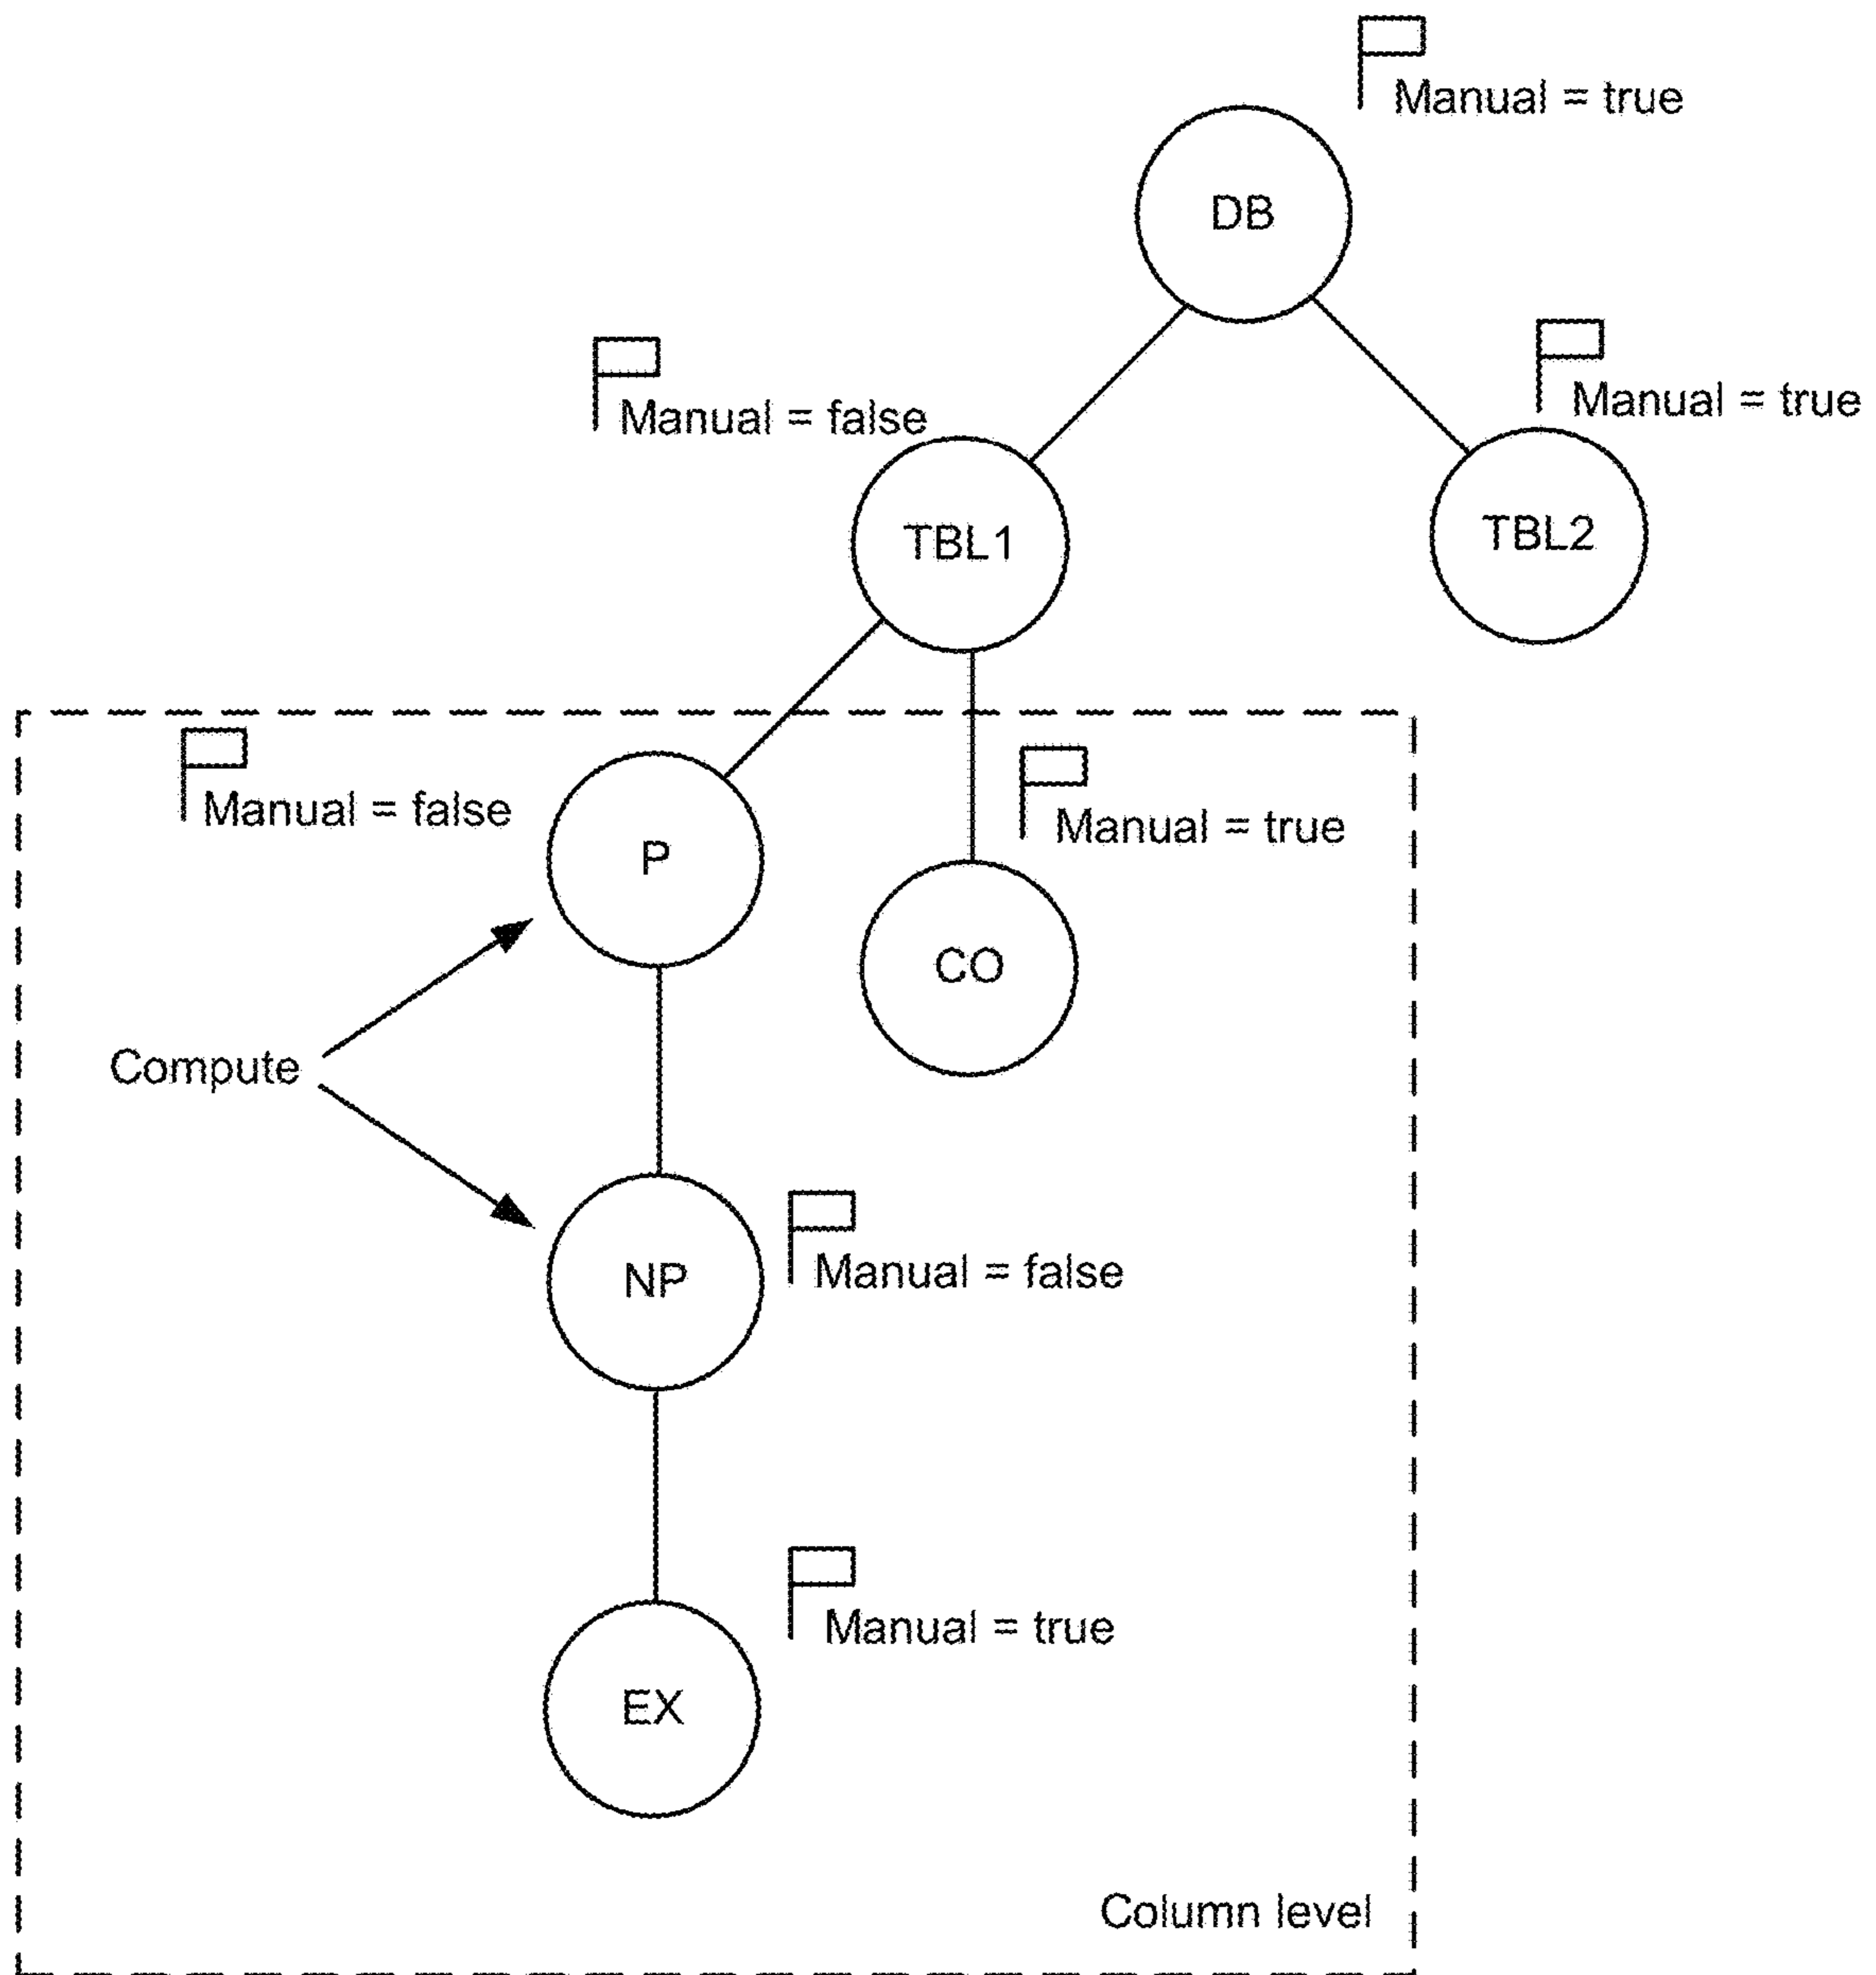 Manual = true
DB
Manual = true
Manual = false
TBL1
TBL2
Manual = false
Manual = true
P
CO
Compute
NP
Manual = false
Manual = true
EX
Column level